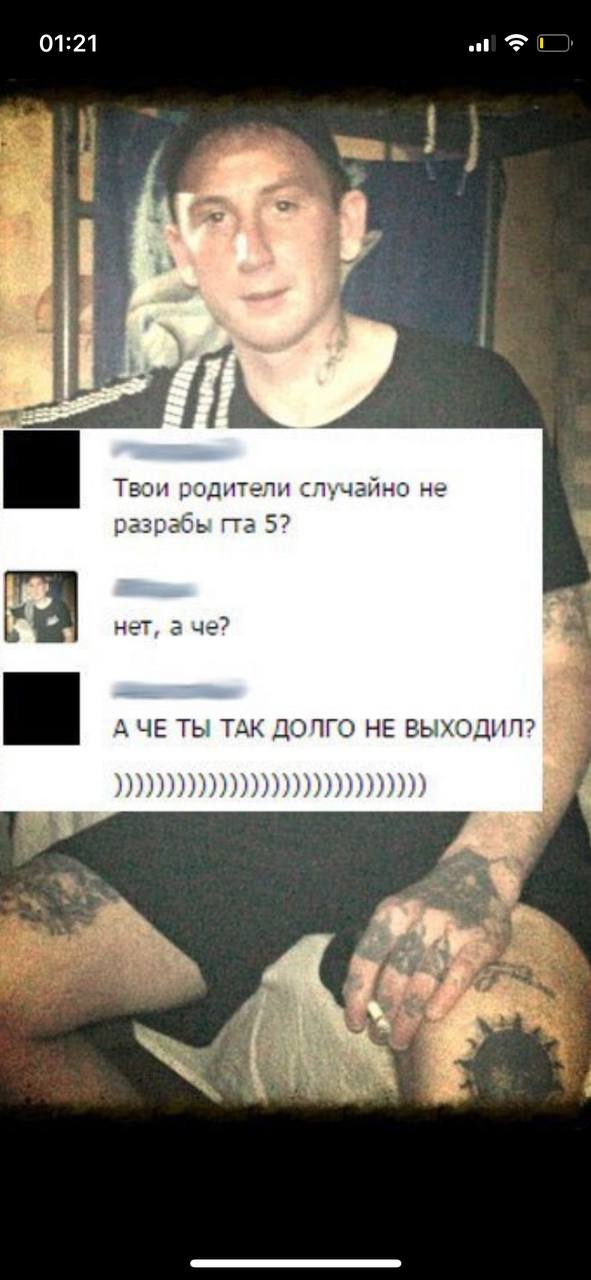 01:21
Твои родители случайно не
разрабы гта 5?
нет, а че?
А ЧЕ ТЫ ТАК ДОЛГО НЕ ВЫХОДИЛ?
))))))))))))))))))))))))))))))